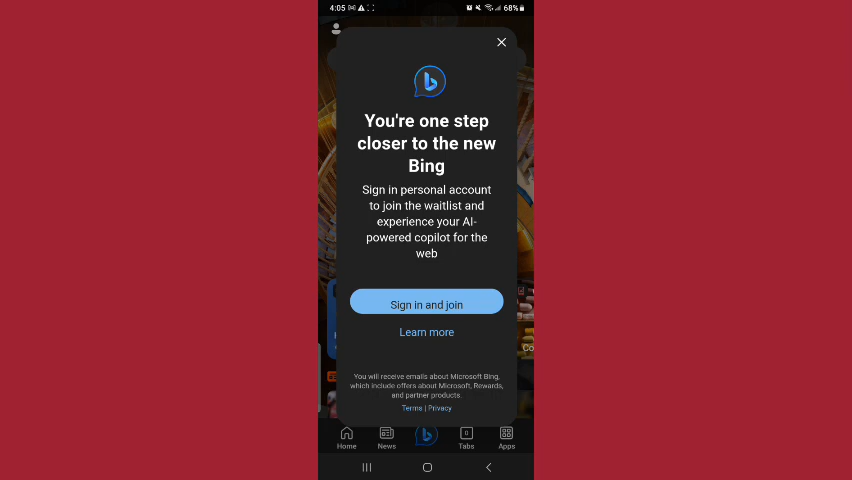 4:05
68%
You're one step
closer to the new
Bing
Sign in personal account
to join the waitlist and
experience your AI-
powered copilot for the
web
Sign in and join
Learn more
You will receive emails about Microsoft Bing,
which include offers about Microsoft, Rewards,
and partner products.
Terms | Privacy
Co
0
Home News Tabs Apps